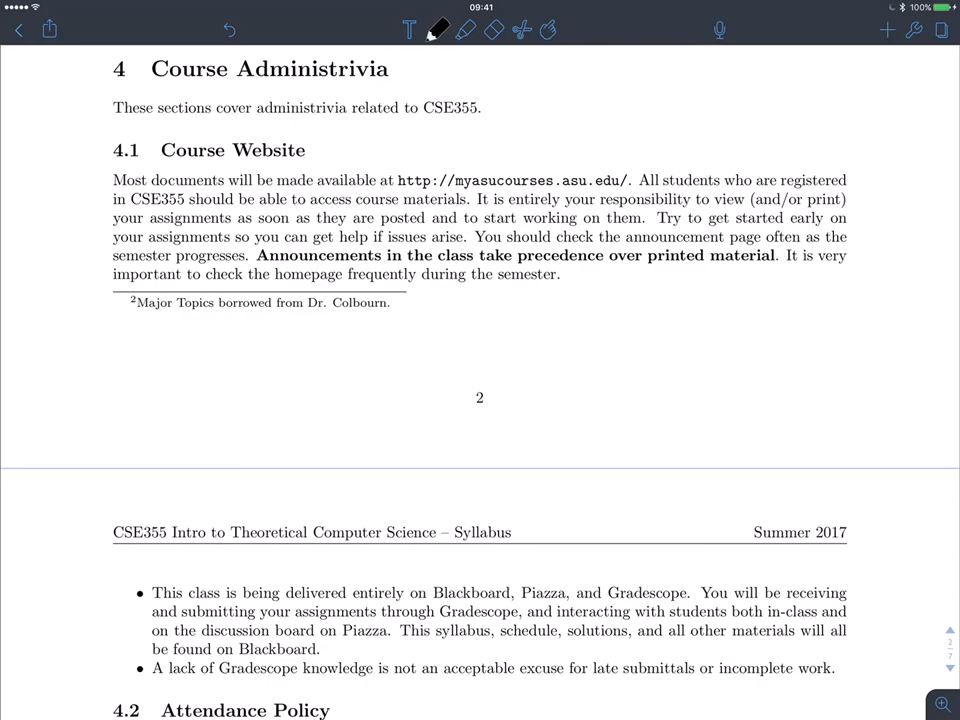 09:41
100%
4 Course Administrivia
These sections cover administrivia related to CSE355.
4.1 Course Website
Most documents will be made available at http://myasucourses.asu.edu/. All students who are registered
in CSE355 should be able to access course materials. It is entirely your responsibility to view (and/or print)
your assignments as soon as they are posted and to start working on them. Try to get started early on
your assignments so you can get help if issues arise. You should check the announcement page often as the
semester progresses. Announcements in the class take precedence over printed material. It is very
important to check the homepage frequently during the semester.
2Major Topics borrowed from Dr. Colbourn.
2
CSE355 Intro to Theoretical Computer Science – Syllabus Summer 2017
• This class is being delivered entirely on Blackboard, Piazza, and Gradescope. You will be receiving
and submitting your assignments through Gradescope, and interacting with students both in-class and
on the discussion board on Piazza. This syllabus, schedule, solutions, and all other materials will all
be found on Blackboard.
• A lack of Gradescope knowledge is not an acceptable excuse for late submittals or incomplete work.
2
7
4.2 Attendance Policy